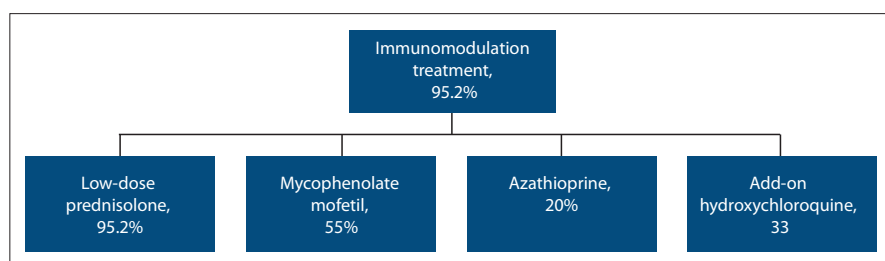 Immunomodulation
treatment,
95.2%
Low-dose
prednisolone,
95.2%
Mycophenolate
mofetil,
55%
Azathioprine,
20%
Add-on
hydroxychloroquine,
33